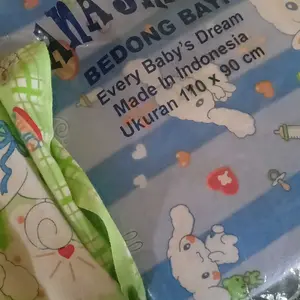 BEDONG BAYI
Every Baby's Dream
Made In Indonesia
Ukuran 110 x 90 cm